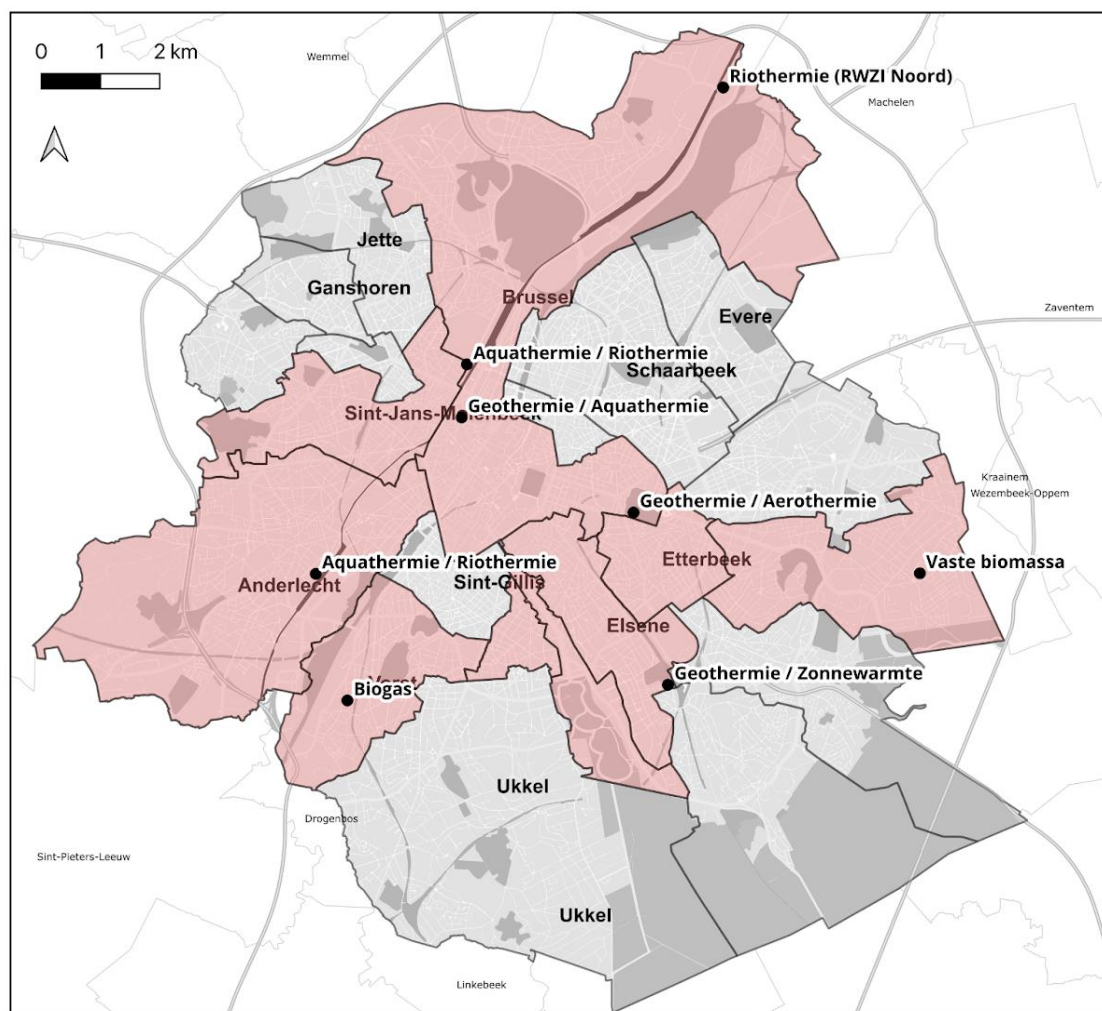 0 1 2 km
Wemmel
Riothermie (RWZI Noord)
Machelen
Jette
Ganshoren
Brussel
Evere
Zaventem
Aquathermie / Riothermie
Schaarbeek
Geothermie / Aquathermie
Sint-Jans-Molenbeek
Kraainem
Wezembeek-Oppem
Geothermie / Aerothermie
Aquathermie / Riothermie
Etterbeek
Vaste biomassa
Anderlecht
Sint-Gillis
Elsene
Geothermie / Zonnewarmte
Vorst
Biogas
Ukkel
Drogenbos
Sint-Pieters-Leeuw
Ukkel
Linkebeek